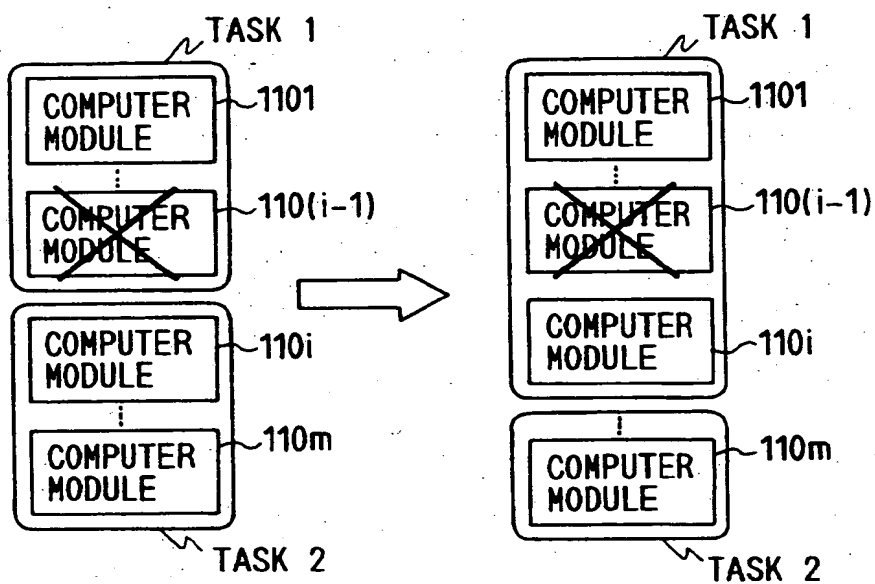 TASK 1
COMPUTER
MODULE
1101
COMPUTER
MODULE
110(i-1)
COMPUTER
MODULE
110i
COMPUTER
MODULE
110m
TASK 2
TASK 1
COMPUTER
MODULE
1101
COMPUTER
MODULE
110(i-1)
COMPUTER
MODULE
110i
COMPUTER
MODULE
110m
TASK 2